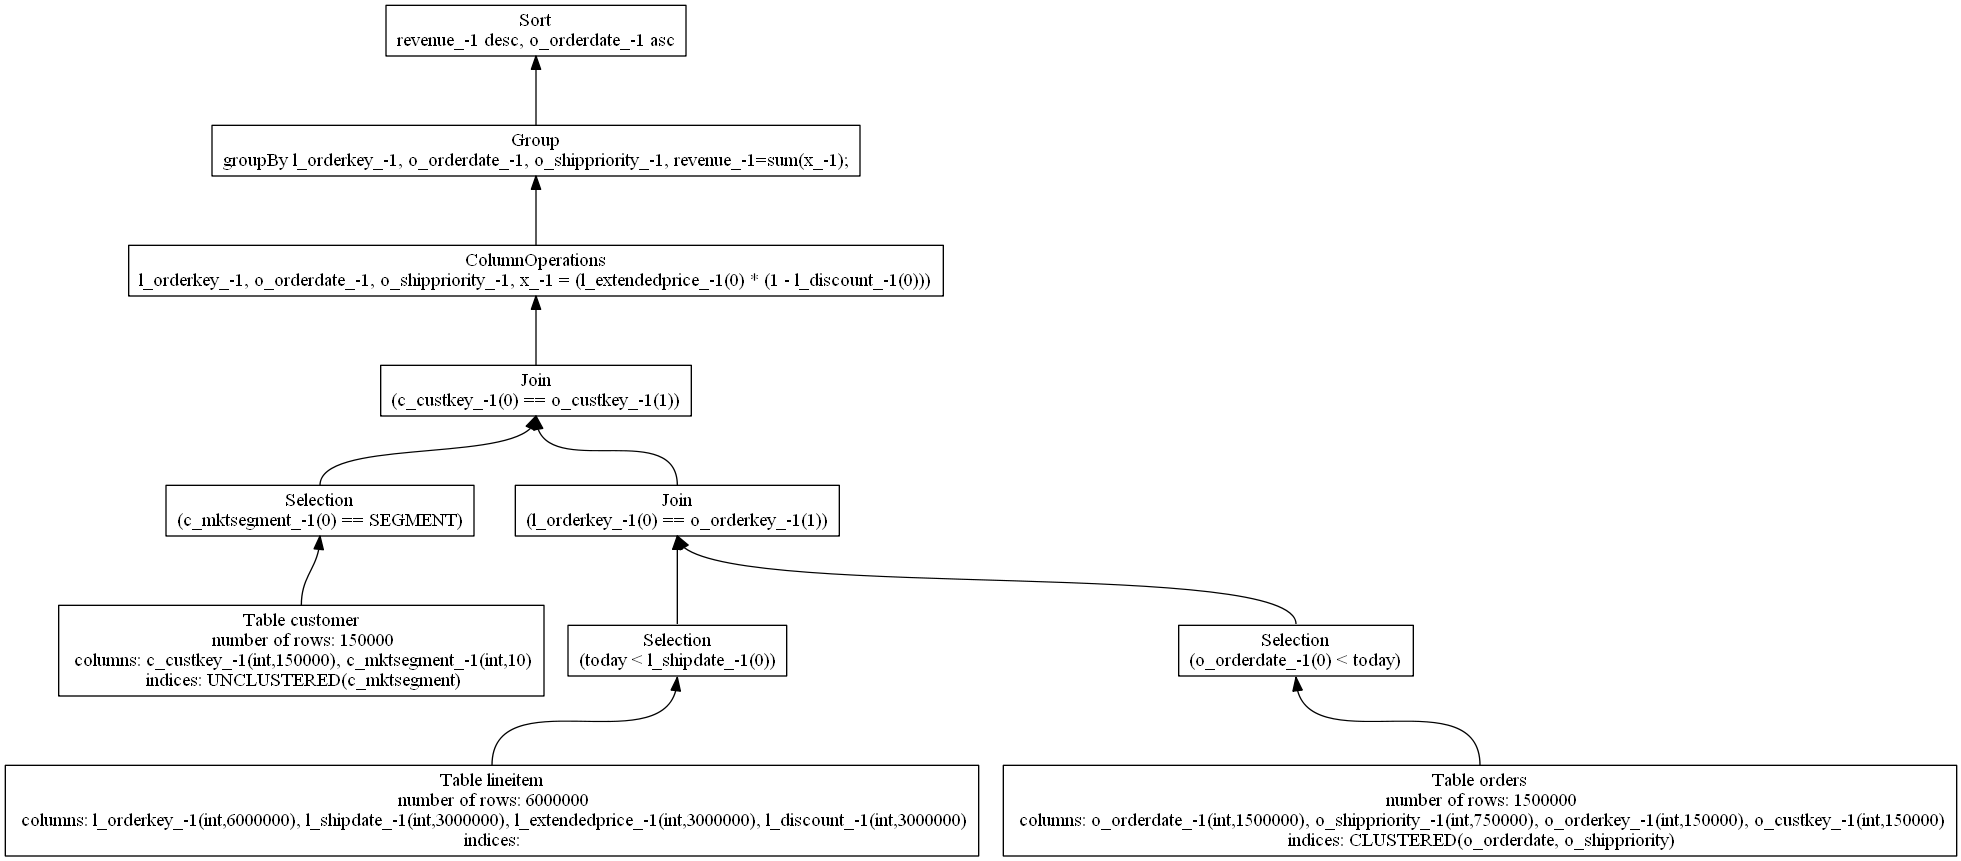 Sort
revenue_-1 desc, o_orderdate_-1 asc
Group
groupBy l_orderkey_-1, o_orderdate_-1, o_shippriority_-1, revenue_-1=sum(x_-1);
ColumnOperations
l_orderkey_-1, o_orderdate_-1, o_shippriority_-1, x_-1 = (l_extendedprice_-1(0) * (1 - l_discount_-1(0)))
Join
(c_custkey_-1(0) == o_custkey_-1(1))
Selection
(c_mktsegment_-1(0) == SEGMENT)
Join
(l_orderkey_-1(0) == o_orderkey_-1(1))
Table customer
number of rows: 150000
columns: c_custkey_-1(int,150000), c_mktsegment_-1(int,10)
indices: UNCLUSTERED(c_mktsegment)
Selection
(today < l_shipdate_-1(0))
Selection
(o_orderdate_-1(0) < today)
Table lineitem
number of rows: 6000000
columns: l_orderkey_-1(int,6000000), l_shipdate_-1(int,3000000), l_extendedprice_-1(int,3000000), l_discount_-1(int,3000000)
indices:
Table orders
number of rows: 1500000
columns: o_orderdate_-1(int,1500000), o_shippriority_-1(int,750000), o_orderkey_-1(int,150000), o_custkey_-1(int,150000)
indices: CLUSTERED(o_orderdate, o_shippriority)